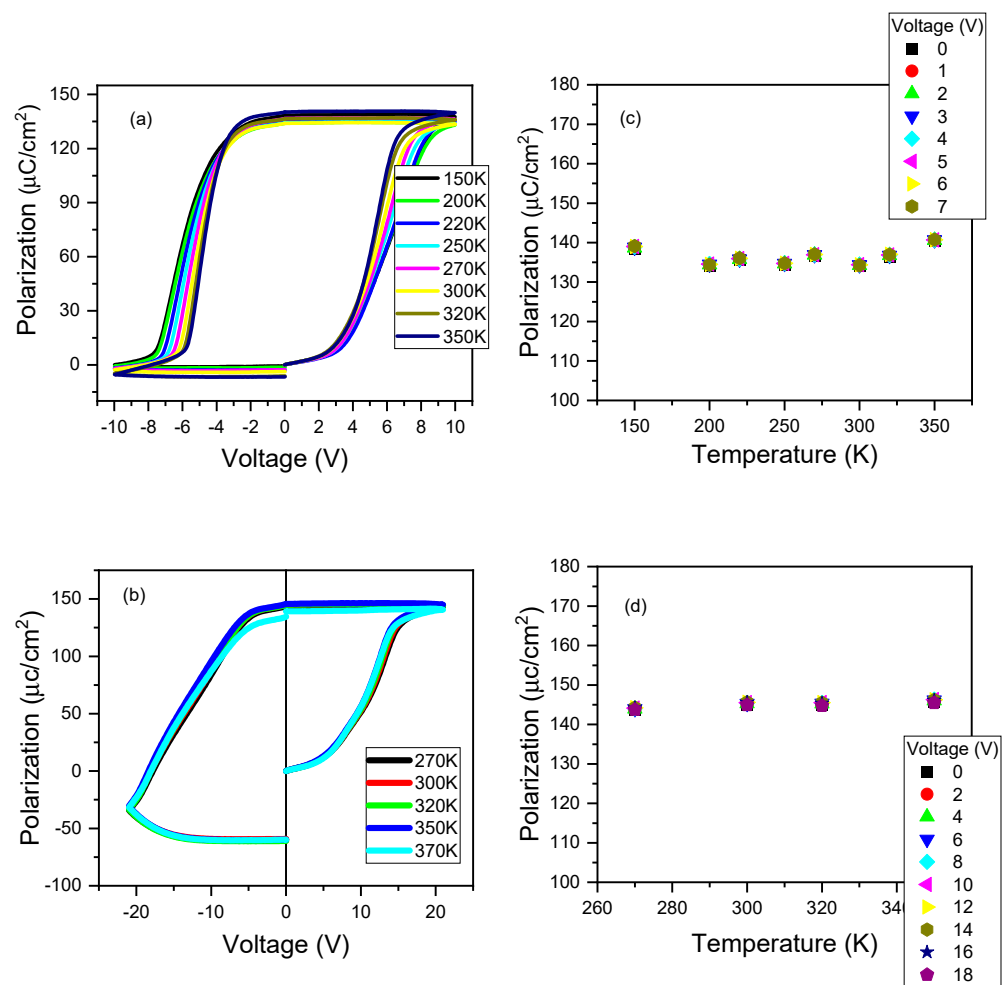 (a)
Polarization (μC/cm²)
150
120
90
60
30
0
-10 -8 -6 -4 -2 0 2 4 6 8 10
Voltage (V)
150K
200K
220K
250K
270K
300K
320K
350K
(c)
Polarization (μC/cm²)
180
170
160
150
140
130
120
110
100
150 200 250 300 350
Temperature (K)
Voltage (V)
0
1
2
3
4
5
6
7
(b)
Polarization (μc/cm²)
150
100
50
0
-50
-100
-20 -10 0 10 20
Voltage (V)
270K
300K
320K
350K
370K
(d)
Polarization (μc/cm²)
180
170
160
150
140
130
120
110
100
260 280 300 320
Temperature (K)
Voltage (V)
0
2
4
6
8
10
12
14
16
18